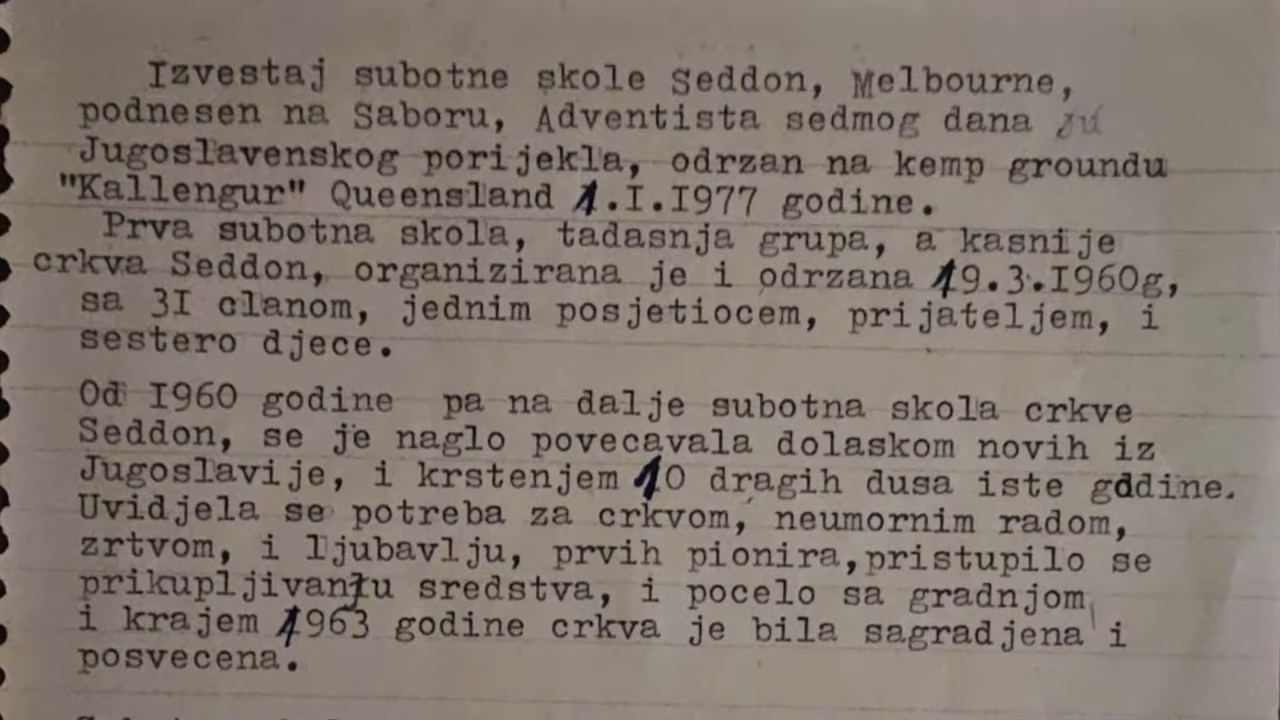 Izvestaj subotne skole Seddon, Melbourne,
podnesen na Saboru, Adventista sedmog dana
Jugoslavenskog porijekla, odrzan na kemp groundu
"Kallengur" Queensland 1.I.I977 godine.
Prva subotna skola, tadasnja grupa, a kasnije
crkva Seddon, organizirana je i odrzana 19.3.I960g,
sa 3I clanom, jednim posjetiocem, prijateljem, i
sestero djece.
Od I960 godine pa na dalje subotna skola crkve
Seddon, se je naglo povecavala dolaskom novih iz
Jugoslavije, i krstenjem 10 dragih dusa iste gddine.
Uvidjela se potreba za crkvom, neumornim radom,
zrtvom, i ljubavlju, prvih pionira,pristupilo se
prikupljivanju sredstva, i pocelo sa gradnjom
i krajem 1963 godine crkva je bila sagradjena i
posvecena.